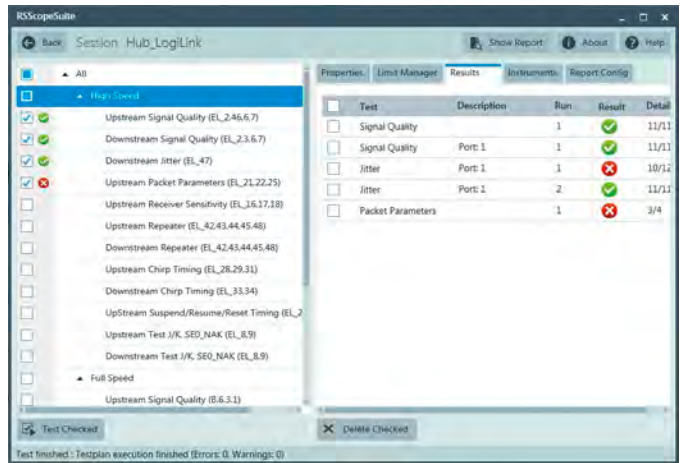 RSScopeSuite
Back Session Hub_LogiLink Show Report About Help
All
High Speed
Upstream Signal Quality (EL_2.46.6.7)
Downstream Signal Quality (EL_2.3.6.7)
Downstream Jitter (EL_47)
Upstream Packet Parameters (EL_21.22.25)
Upstream Receiver Sensitivity (EL_16.17.18)
Upstream Repeater (EL_42.43.44.45.48)
Downstream Repeater (EL_42.43.44.45.48)
Upstream Chirp Timing (EL_28.29.31)
Downstream Chirp Timing (EL_33.34)
UpStream Suspend/Resume/Reset Timing (EL_2
Upstream Test J/K, SE0_NAK (EL_8.9)
Downstream Test J/K, SE0_NAK (EL_8.9)
Full Speed
Upstream Signal Quality (B.6.3.1)
Test Checked
Properties Limit Manager Results Instruments Report Config
Test Description Run Result Detail
Signal Quality 1 11/11
Signal Quality Port: 1 1 11/11
Jitter Port: 1 1 10/12
Jitter Port: 1 2 11/11
Packet Parameters 1 3/4
Delete Checked
Test finished : Testplan execution finished (Errors: 0, Warnings: 0)